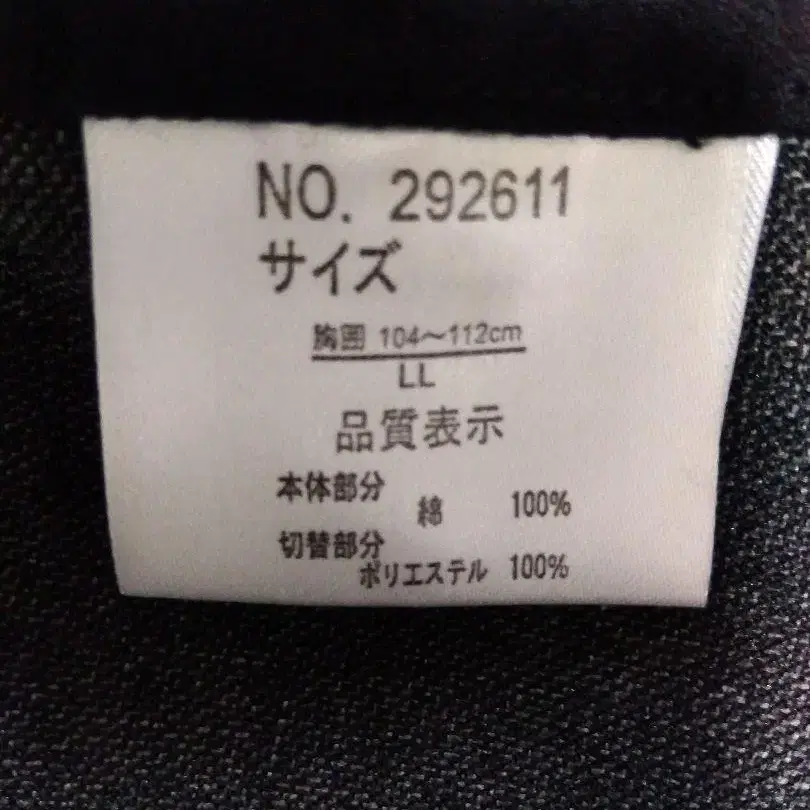 NO. 292611
サイズ
胸囲 104〜112cm
LL
品質表示
本体部分
綿 100%
切替部分
ポリエステル 100%